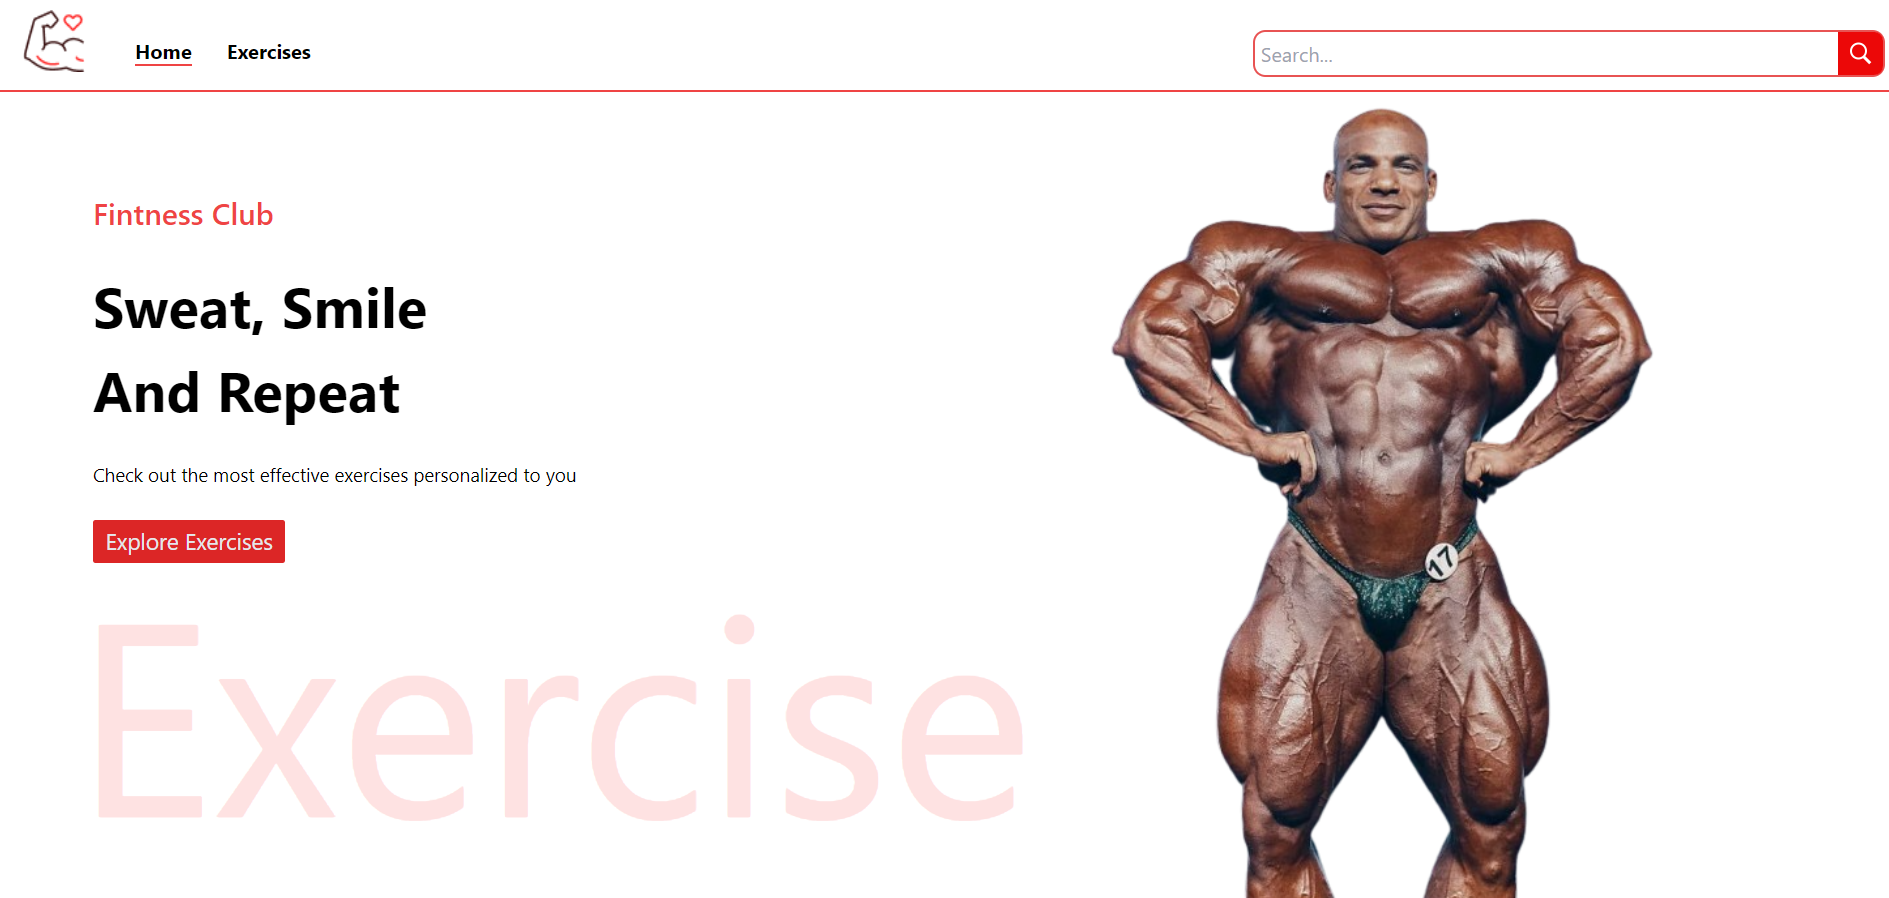 Home
Exercises
Search...
Fintness Club
Sweat, Smile
And Repeat
Check out the most effective exercises personalized to you
Explore Exercises
Exercise
17